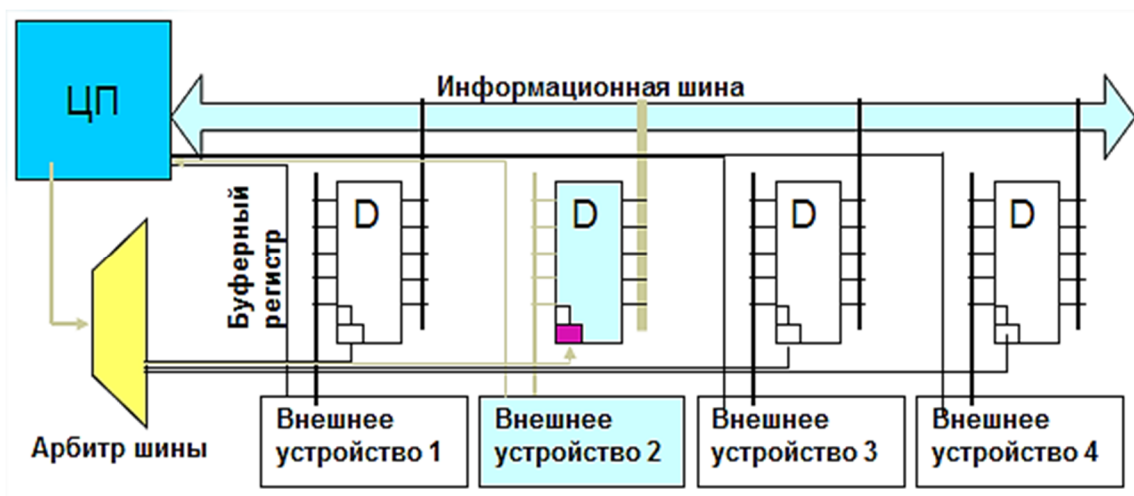 ЦП
Информационная шина
Буферный
регистр
D
D
D
D
Арбитр шины
Внешнее
устройство 1
Внешнее
устройство 2
Внешнее
устройство 3
Внешнее
устройство 4